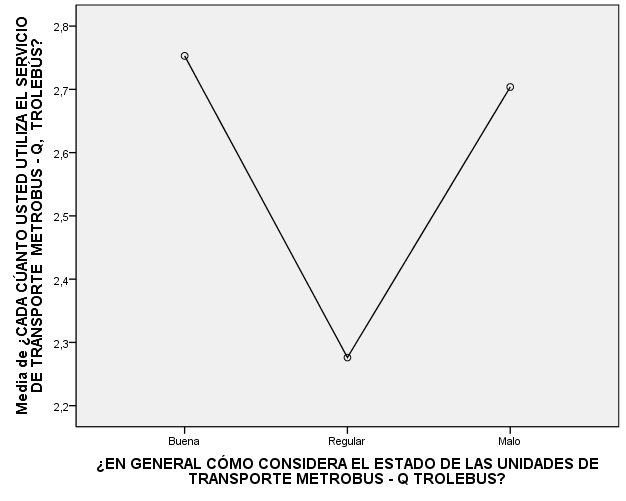 Media de ¿CADA CÚANTO USTED UTILIZA EL SERVICIO
DE TRANSPORTE METROBUS - Q, TROLEBÚS?
2,8
2,7
2,6
2,5
2,4
2,3
2,2
Buena Regular Malo
¿EN GENERAL CÓMO CONSIDERA EL ESTADO DE LAS UNIDADES DE
TRANSPORTE METROBUS - Q TROLEBUS?